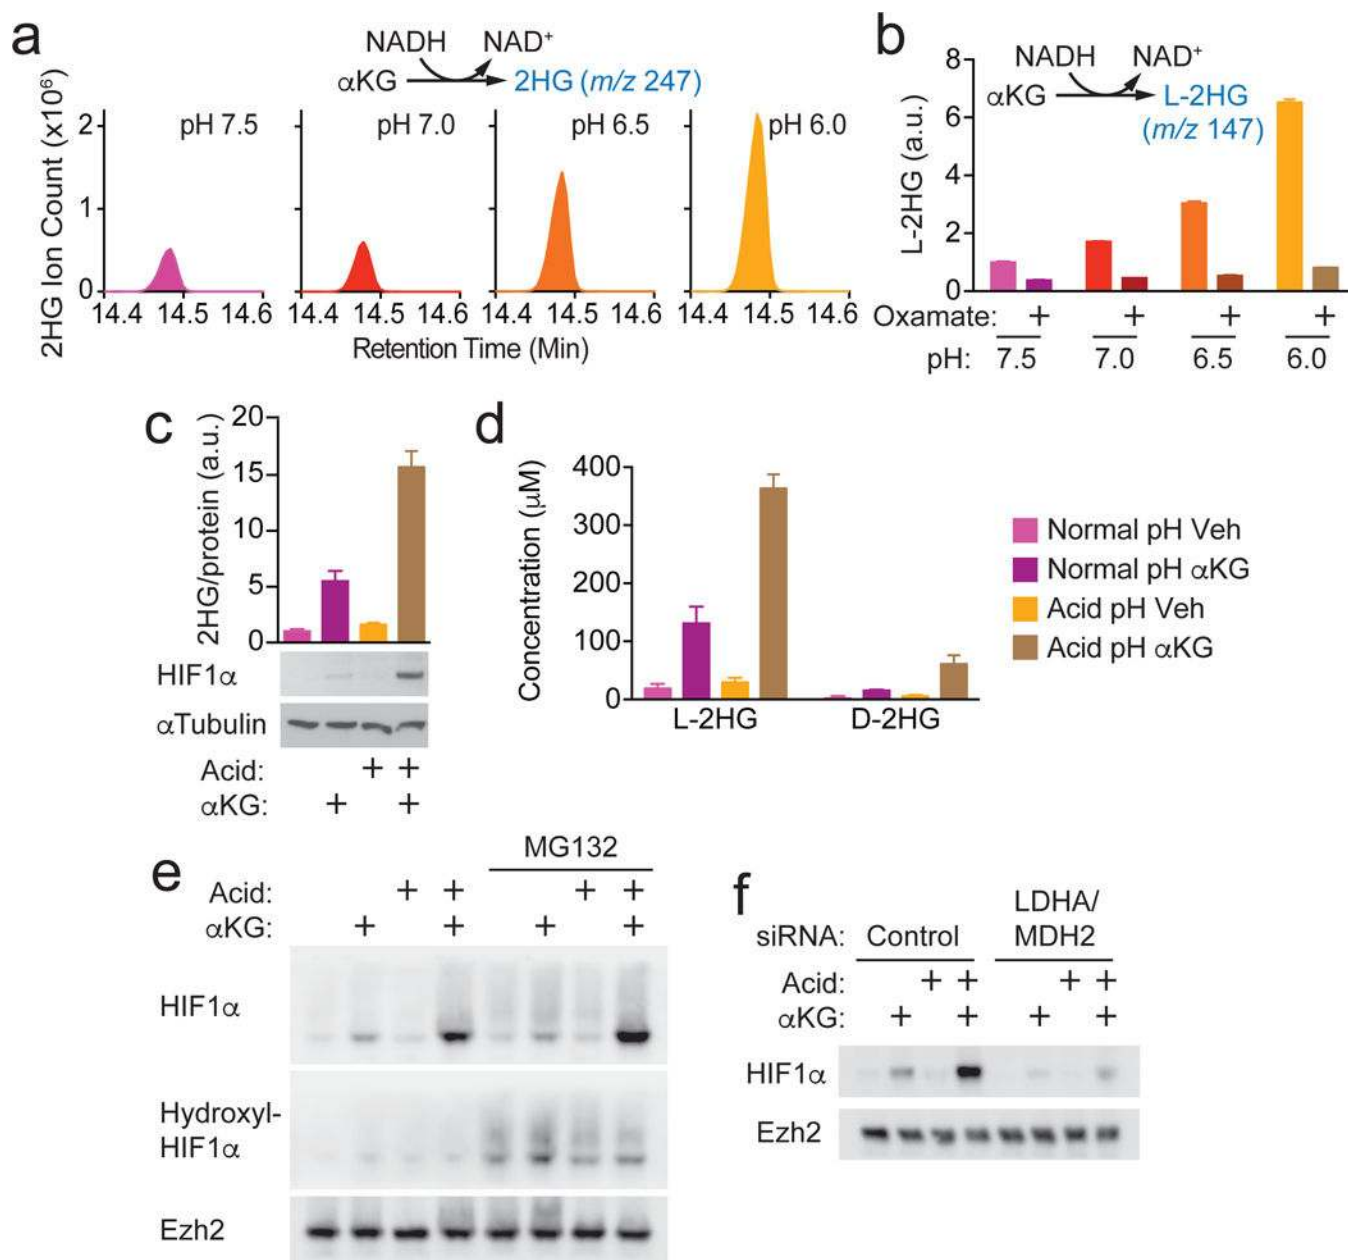 a
NADH NAD+
αKG 2HG (m/z 247)
2HG Ion Count (x10⁶)
2
1
0
pH 7.5
pH 7.0
pH 6.5
pH 6.0
14.4 14.5 14.6
14.4 14.5 14.6
14.4 14.5 14.6
14.4 14.5 14.6
Retention Time (Min)
b
NADH NAD+
αKG L-2HG
(m/z 147)
L-2HG (a.u.)
8
6
4
2
0
Oxamate: + + + +
pH: 7.5 7.0 6.5 6.0
c
2HG/protein (a.u.)
20
15
10
5
0
HIF1α
αTubulin
Acid: + +
αKG: + +
d
Concentration (μM)
400
300
200
100
0
L-2HG D-2HG
Normal pH Veh
Normal pH αKG
Acid pH Veh
Acid pH αKG
e
MG132
Acid: + + + +
αKG: + + + +
HIF1α
Hydroxyl-
HIF1α
Ezh2
f
LDHA/
siRNA: Control MDH2
Acid: + + + +
αKG: + + + +
HIF1α
Ezh2